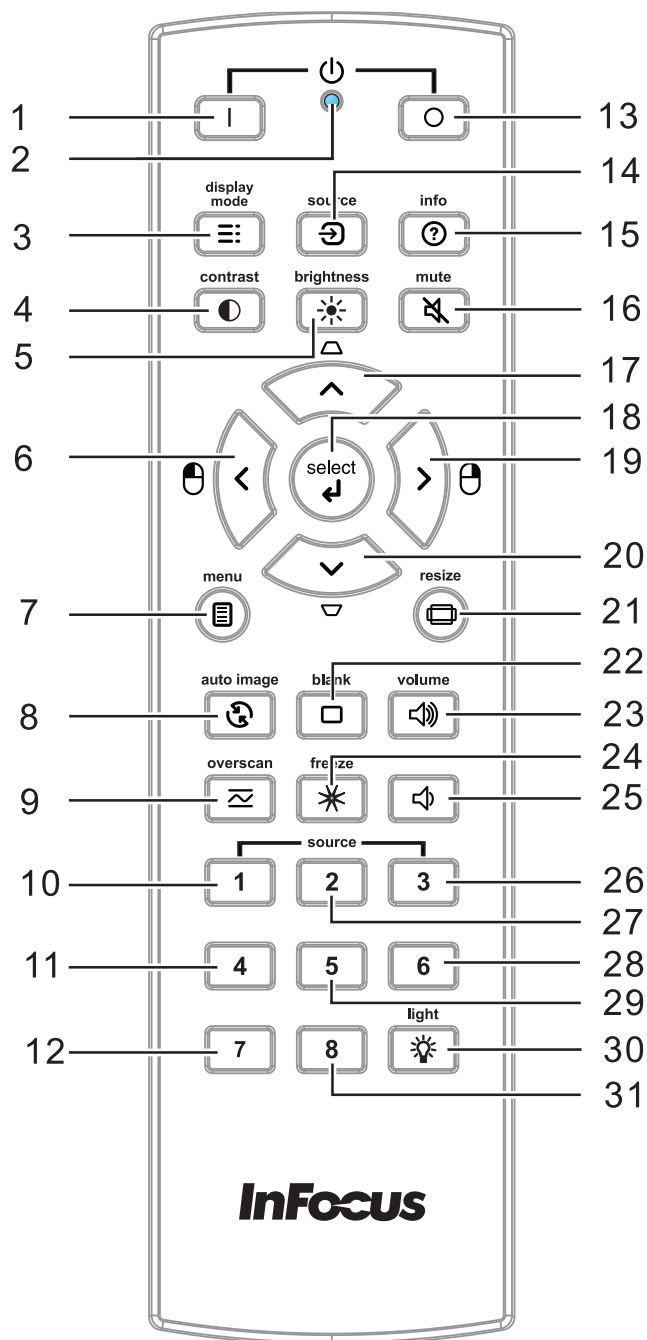 1
13
2
14
display
mode
source
info
3
15
contrast
brightness
mute
4
16
5
17
18
6
select
19
20
menu
resize
7
21
22
auto image
blank
volume
8
23
24
overscan
freeze
9
25
source
10
1
2
3
26
27
11
4
5
6
28
29
light
12
7
8
30
31
InFocus